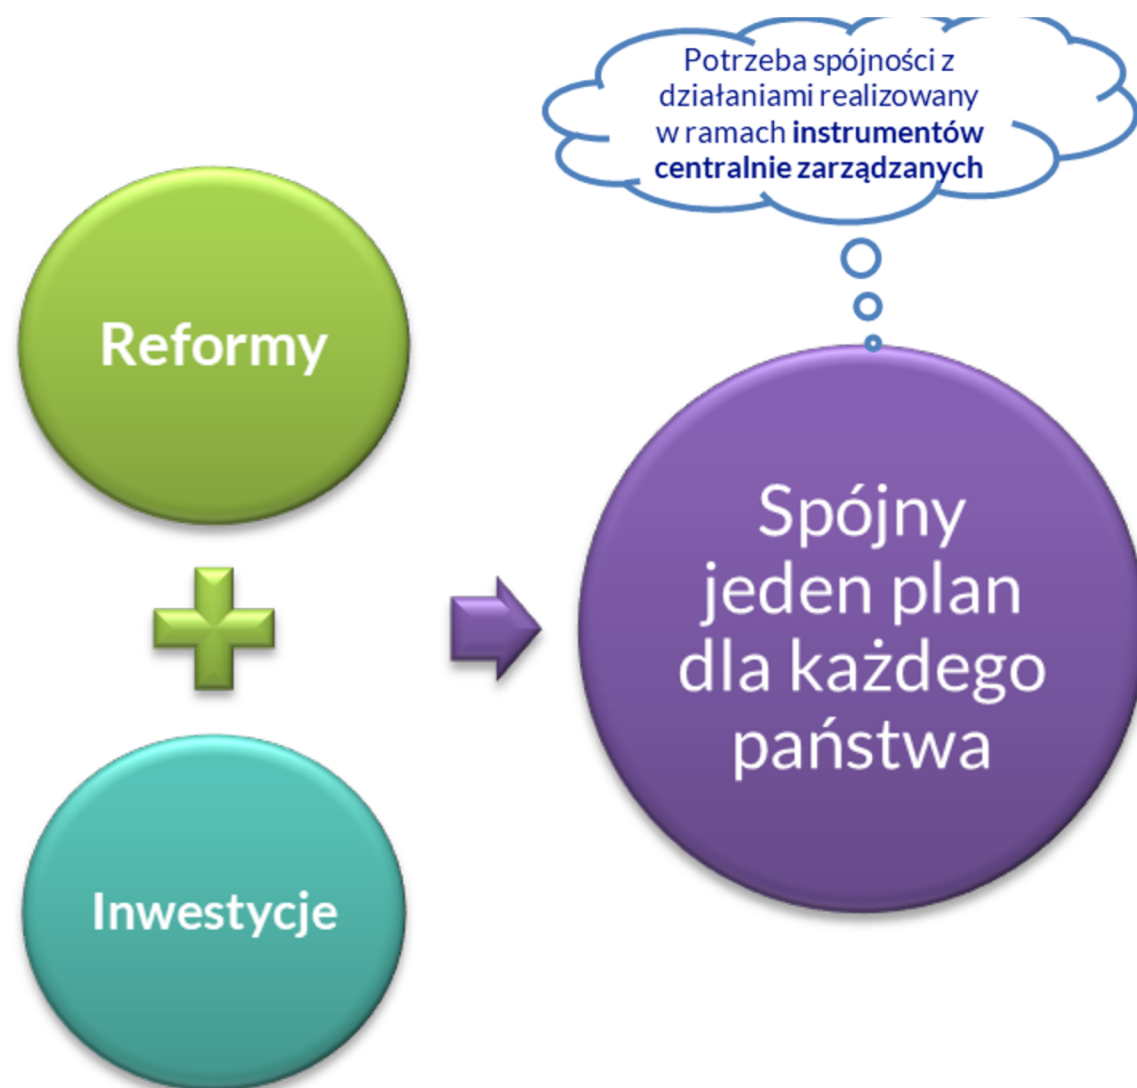 Potrzeba spójności z
działaniami realizowany
w ramach instrumentów
centralnie zarządzanych
Reformy
Spójny
jeden plan
dla każdego
państwa
Inwestycje